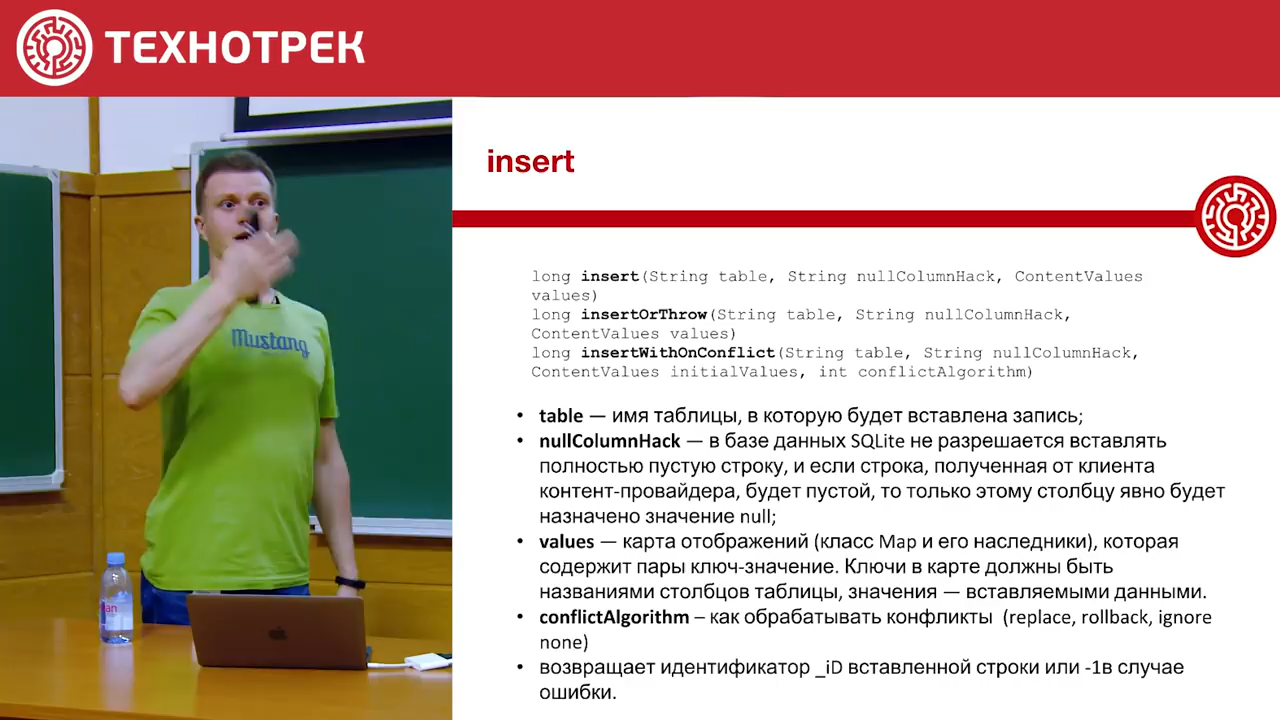 ТЕХНОТРЕК
insert
Mustang
long insert(String table, String nullColumnHack, ContentValues
values)
long insertOrThrow(String table, String nullColumnHack,
ContentValues values)
long insertWithOnConflict(String table, String nullColumnHack,
ContentValues initialValues, int conflictAlgorithm)
• table — имя таблицы, в которую будет вставлена запись;
• nullColumnHack — в базе данных SQLite не разрешается вставлять
полностью пустую строку, и если строка, полученная от клиента
контент-провайдера, будет пустой, то только этому столбцу явно будет
назначено значение null;
• values — карта отображений (класс Map и его наследники), которая
содержит пары ключ-значение. Ключи в карте должны быть
названиями столбцов таблицы, значения — вставляемыми данными.
• conflictAlgorithm – как обрабатывать конфликты (replace, rollback, ignore
none)
• возвращает идентификатор _iD вставленной строки или -1в случае
ошибки.